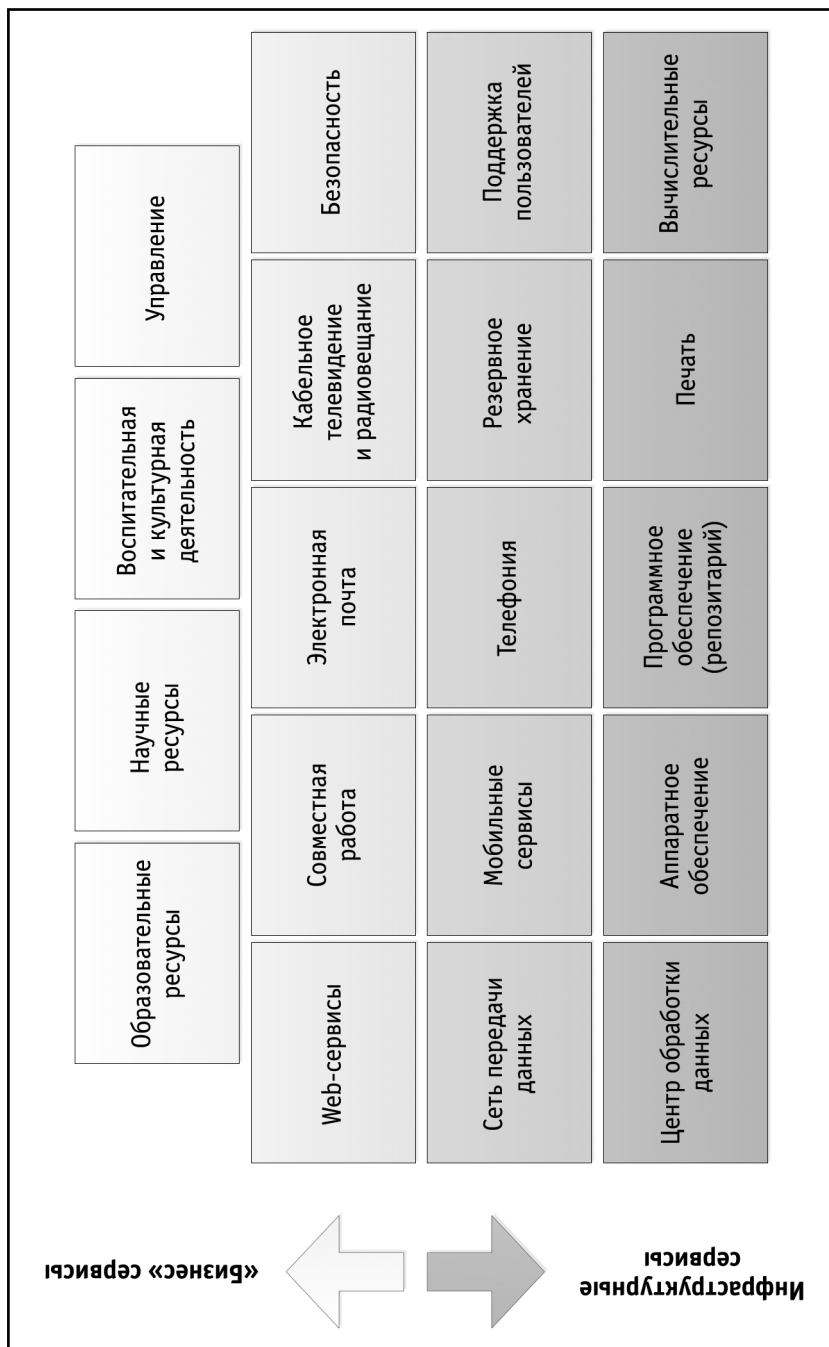 «Бизнес» сервисы
Образовательные
ресурсы
Научные
ресурсы
Воспитательная
и культурная
деятельность
Управление
Web-сервисы
Совместная
работа
Электронная
почта
Кабельное
телевидение
и радиовещание
Безопасность
Сеть передачи
данных
Мобильные
сервисы
Телефония
Резервное
хранение
Поддержка
пользователей
Инфраструктурные
сервисы
Центр обработки
данных
Аппаратное
обеспечение
Программное
обеспечение
(репозитарий)
Печать
Вычислительные
ресурсы